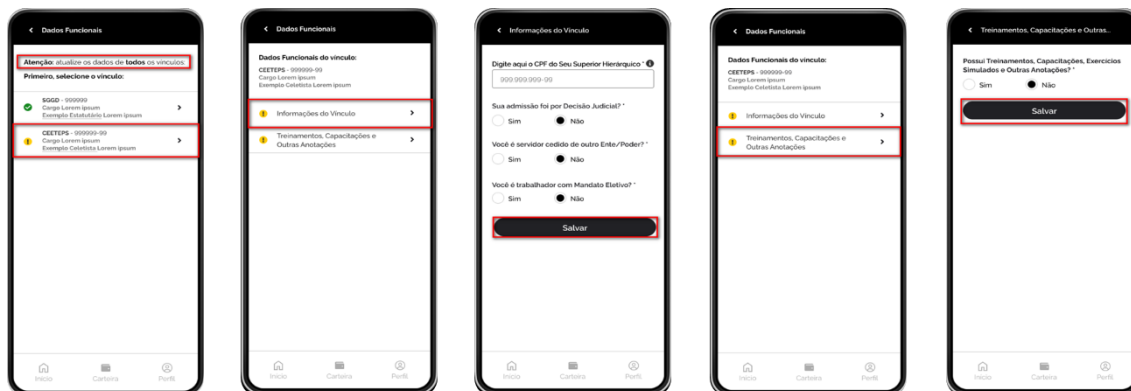 Dados Funcionais
Atenção: atualize os dados de todos os vínculos.
Primeiro, selecione o vínculo:
SGGD - 999999
Cargo Lorem ipsum
Exemplo Estatutário Lorem ipsum
CEETEPS - 999999-99
Cargo Lorem ipsum
Exemplo Celetista Lorem ipsum
Início
Carteira
Perfil
Dados Funcionais
Dados Funcionais do vínculo:
CEETEPS - 999999-99
Cargo Lorem ipsum
Exemplo Celetista Lorem ipsum
Informações do Vínculo
Treinamentos, Capacitações e
Outras Anotações
Início
Carteira
Perfil
Informações do Vínculo
Digite aqui o CPF do Seu Superior Hierárquico *
999.999.999-99
Sua admissão foi por Decisão Judicial? *
Sim Não
Você é servidor cedido de outro Ente/Poder? *
Sim Não
Você é trabalhador com Mandato Eletivo? *
Sim Não
Salvar
Início
Carteira
Perfil
Dados Funcionais
Dados Funcionais do vínculo:
CEETEPS - 999999-99
Cargo Lorem ipsum
Exemplo Celetista Lorem ipsum
Informações do Vínculo
Treinamentos, Capacitações e
Outras Anotações
Início
Carteira
Perfil
Treinamentos, Capacitações e Outras...
Possui Treinamentos, Capacitações, Exercícios
Simulados e Outras Anotações? *
Sim Não
Salvar
Início
Carteira
Perfil